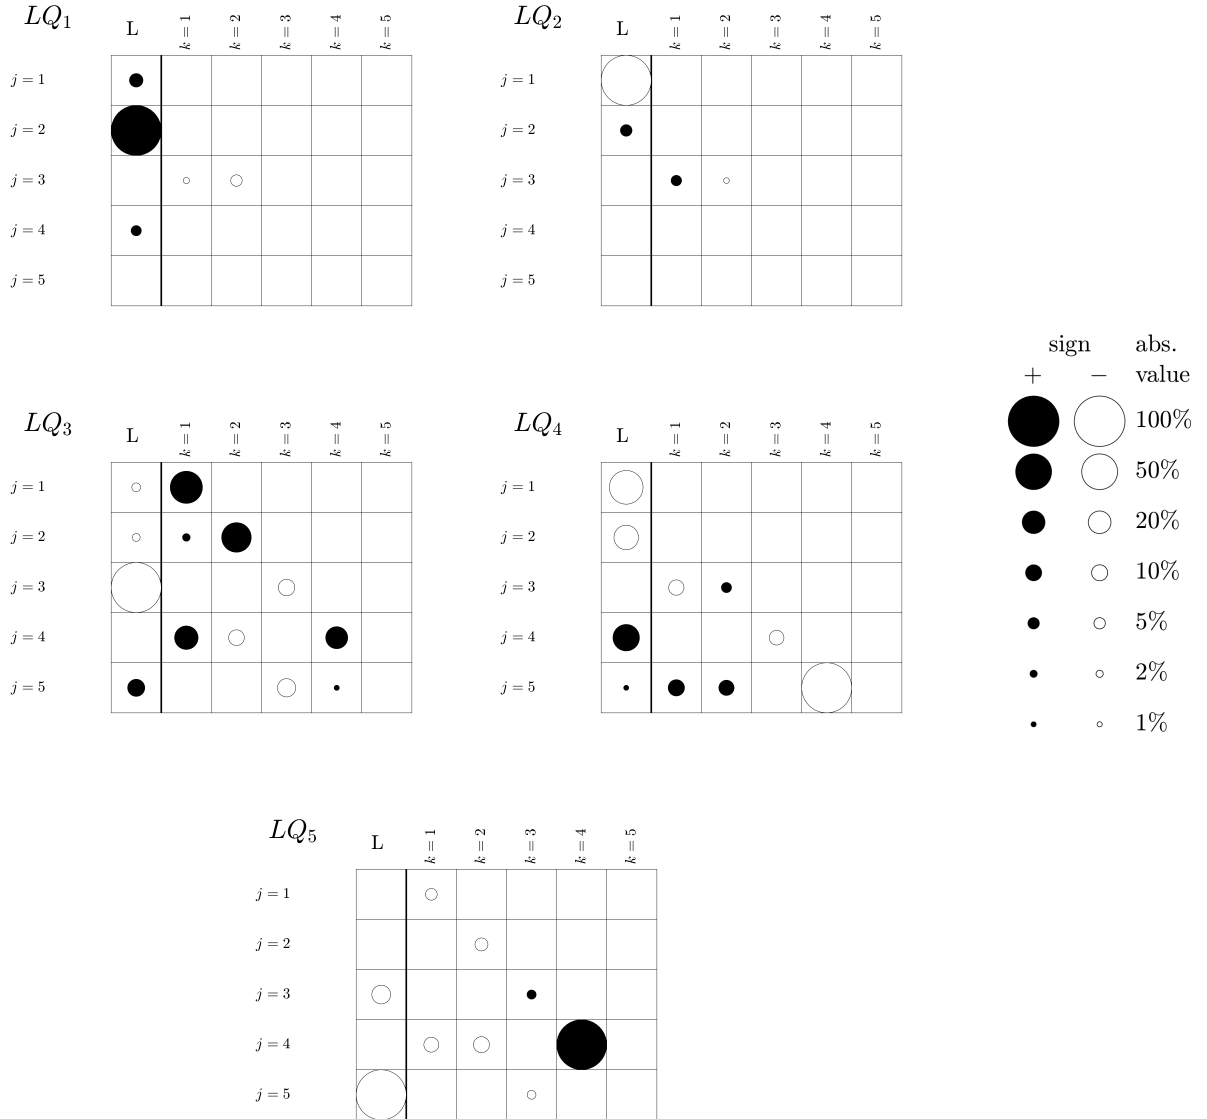 LQ₁ L k = 1 k = 2 k = 3 k = 4 k = 5
j = 1
j = 2
j = 3
j = 4
j = 5
LQ₂ L k = 1 k = 2 k = 3 k = 4 k = 5
j = 1
j = 2
j = 3
j = 4
j = 5
LQ₃ L k = 1 k = 2 k = 3 k = 4 k = 5
j = 1
j = 2
j = 3
j = 4
j = 5
LQ₄ L k = 1 k = 2 k = 3 k = 4 k = 5
j = 1
j = 2
j = 3
j = 4
j = 5
sign abs.
+ − value
100%
50%
20%
10%
5%
2%
1%
LQ₅ L k = 1 k = 2 k = 3 k = 4 k = 5
j = 1
j = 2
j = 3
j = 4
j = 5